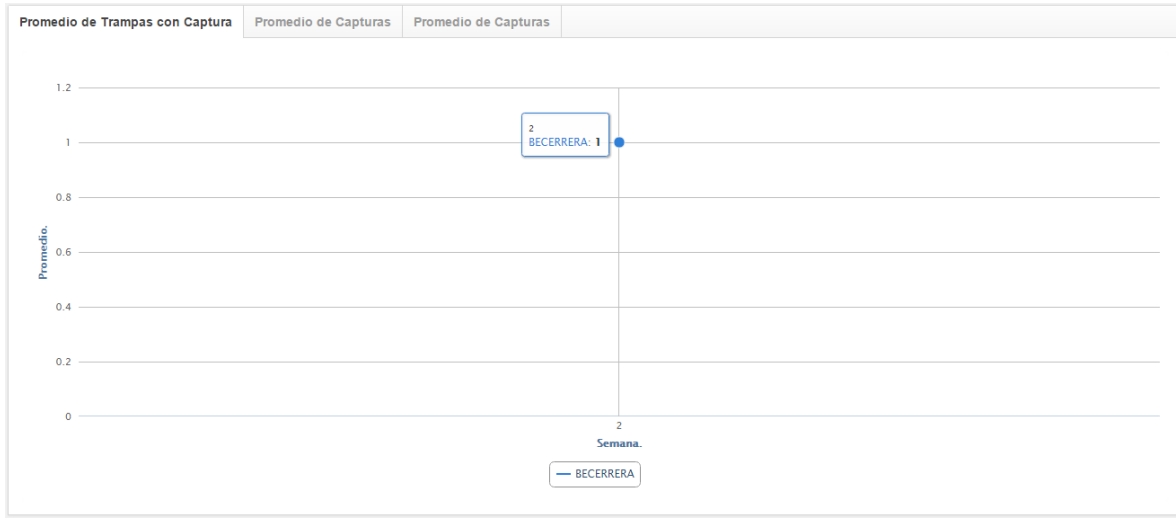 Promedio de Trampas con Captura
Promedio de Capturas
Promedio de Capturas
1.2
1
0.8
0.6
0.4
0.2
0
Promedio.
2
BECERRERA: 1
2
Semana.
BECERRERA